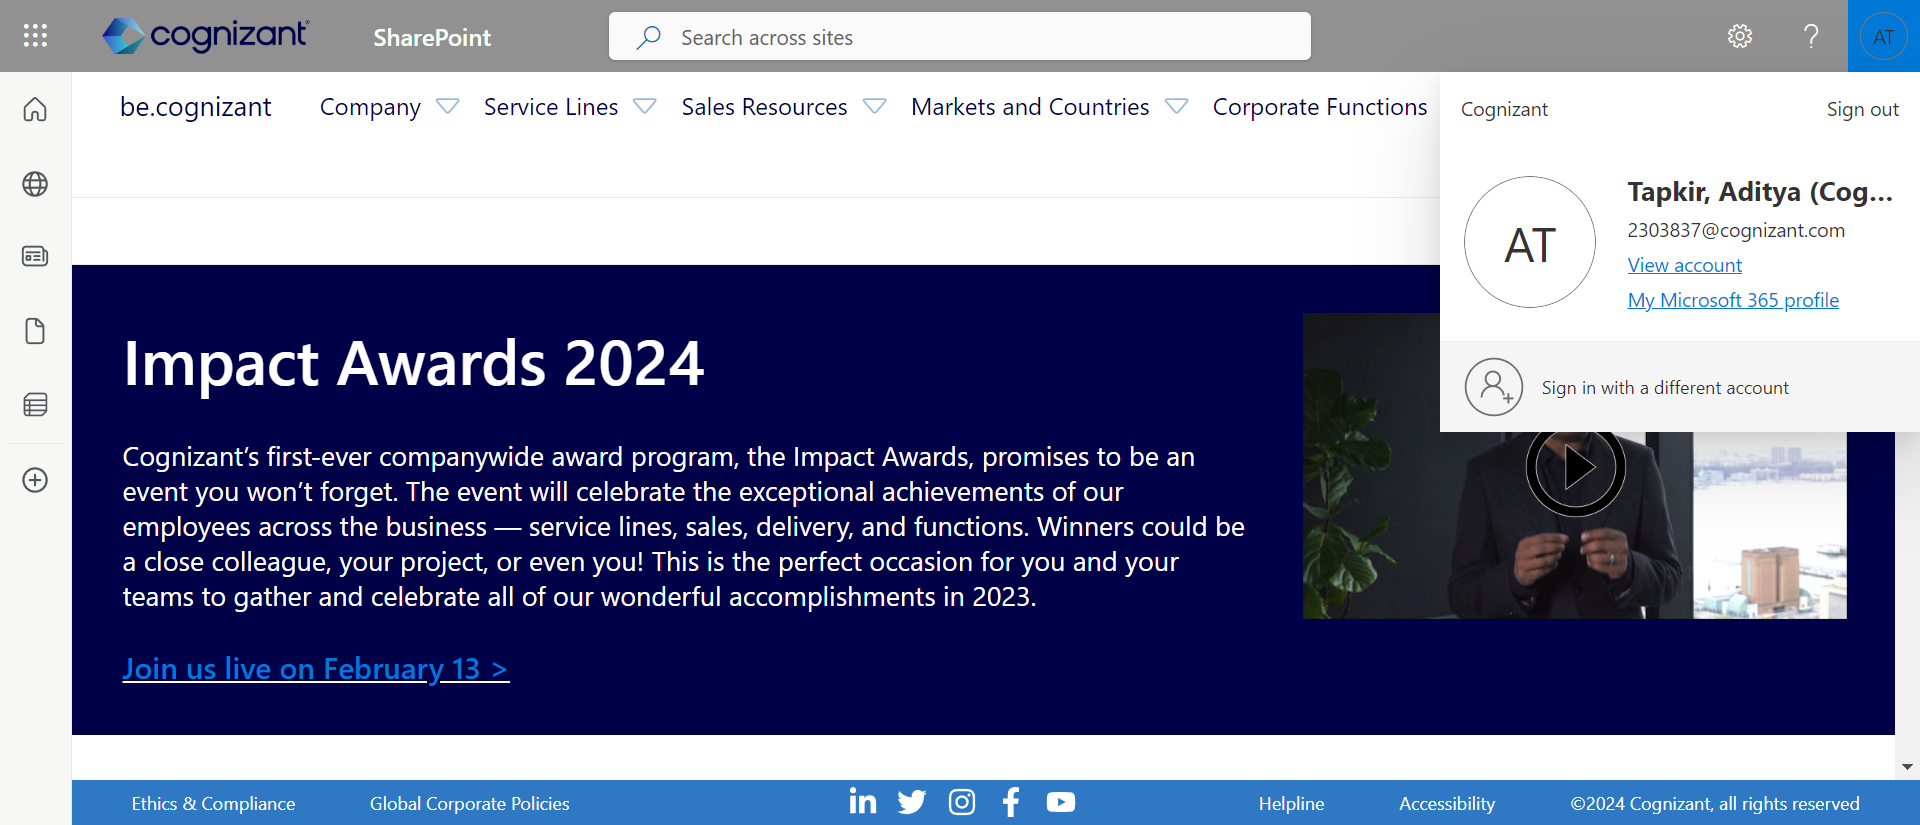 cognizant
SharePoint
Search across sites
?
AT
be.cognizant
Company
Service Lines
Sales Resources
Markets and Countries
Corporate Functions
Cognizant
Sign out
AT
Tapkir, Aditya (Cog...
2303837@cognizant.com
View account
My Microsoft 365 profile
Sign in with a different account
Impact Awards 2024
Cognizant’s first-ever companywide award program, the Impact Awards, promises to be an
event you won’t forget. The event will celebrate the exceptional achievements of our
employees across the business — service lines, sales, delivery, and functions. Winners could be
a close colleague, your project, or even you! This is the perfect occasion for you and your
teams to gather and celebrate all of our wonderful accomplishments in 2023.
Join us live on February 13 >
Ethics & Compliance
Global Corporate Policies
Helpline
Accessibility
©2024 Cognizant, all rights reserved